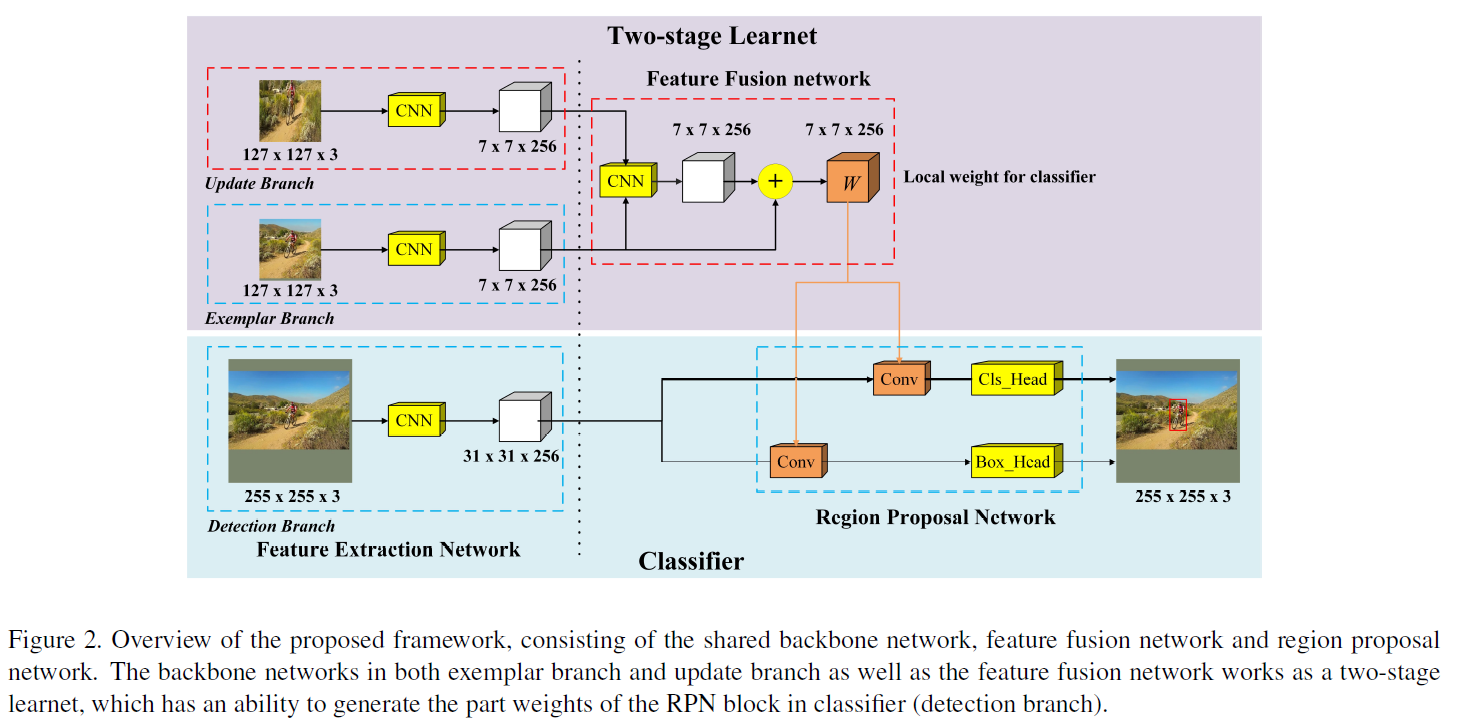 Two-stage Learnet
Feature Fusion network
CNN
127 x 127 x 3
7 x 7 x 256
Update Branch
7 x 7 x 256
7 x 7 x 256
CNN
+
W
Local weight for classifier
CNN
127 x 127 x 3
7 x 7 x 256
Exemplar Branch
Conv
Cls_Head
CNN
31 x 31 x 256
Conv
Box_Head
255 x 255 x 3
255 x 255 x 3
Detection Branch
Region Proposal Network
Feature Extraction Network
Classifier
Figure 2. Overview of the proposed framework, consisting of the shared backbone network, feature fusion network and region proposal
network. The backbone networks in both exemplar branch and update branch as well as the feature fusion network works as a two-stage
learnet, which has an ability to generate the part weights of the RPN block in classifier (detection branch).